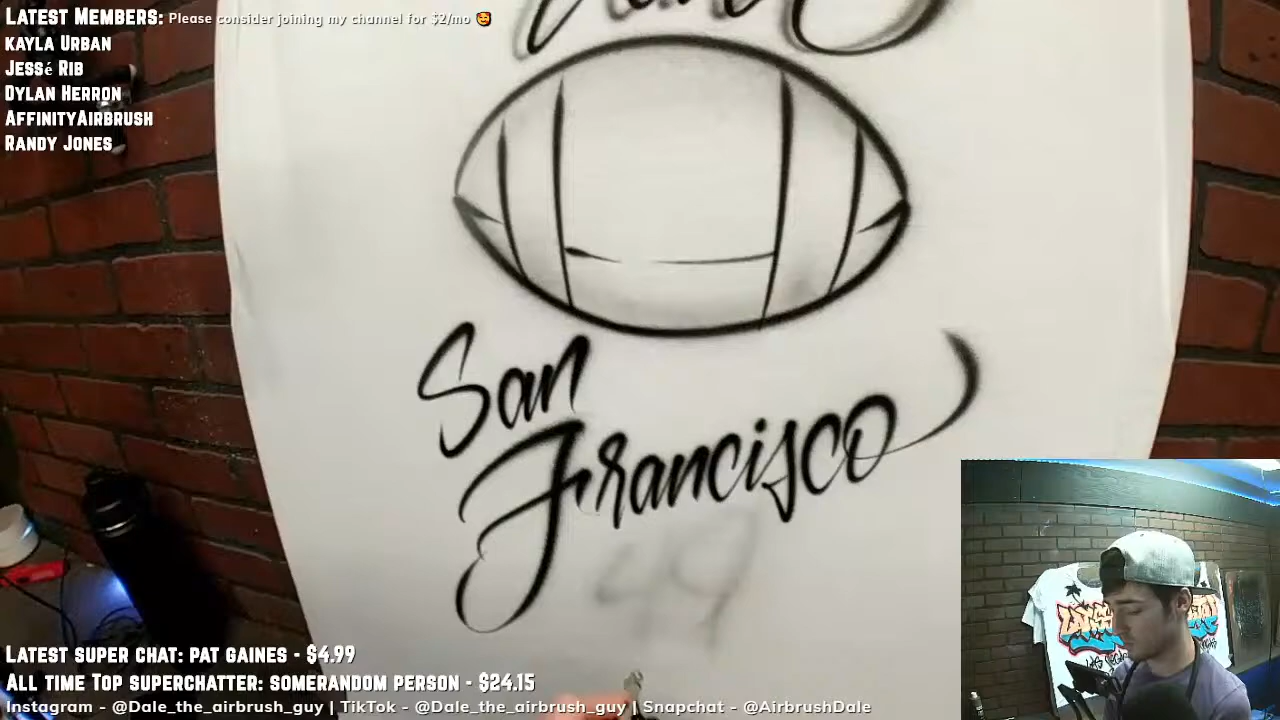 LATEST MEMBERS: Please consider joining my channel for $2/mo
KAYLA URBAN
JESSé RIB
DYLAN HERRON
AFFINITYAIRBRUSH
RANDY JONES
San
Francisco
49
LATEST SUPER CHAT: PAT GAINES - $4.99
ALL TIME TOP SUPERCHATTER: SOMERANDOM PERSON - $24.15
Instagram - @Dale_the_airbrush_guy | TikTok - @Dale_the_airbrush_guy | Snapchat - @AirbrushDale